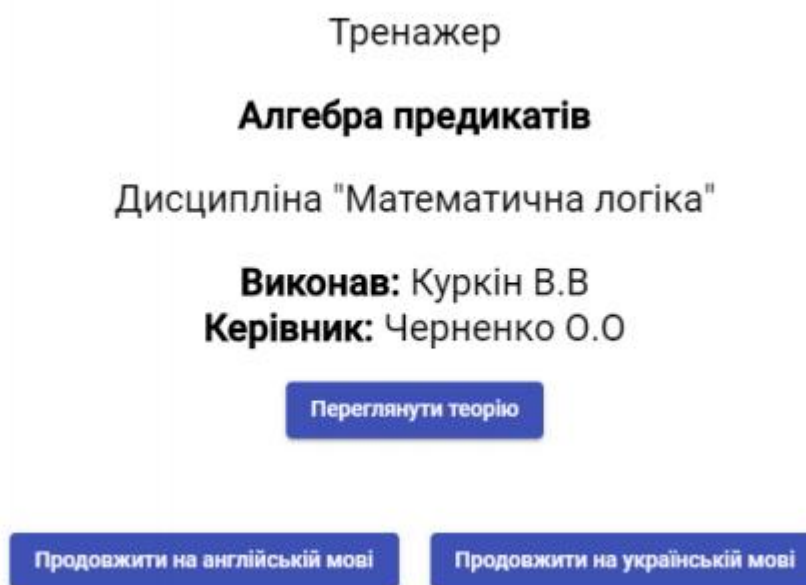 Тренажер
Алгебра предикатів
Дисципліна "Математична логіка"
Виконав: Куркін В.В
Керівник: Черненко О.О
Переглянути теорію
Продовжити на англійській мові
Продовжити на українській мові